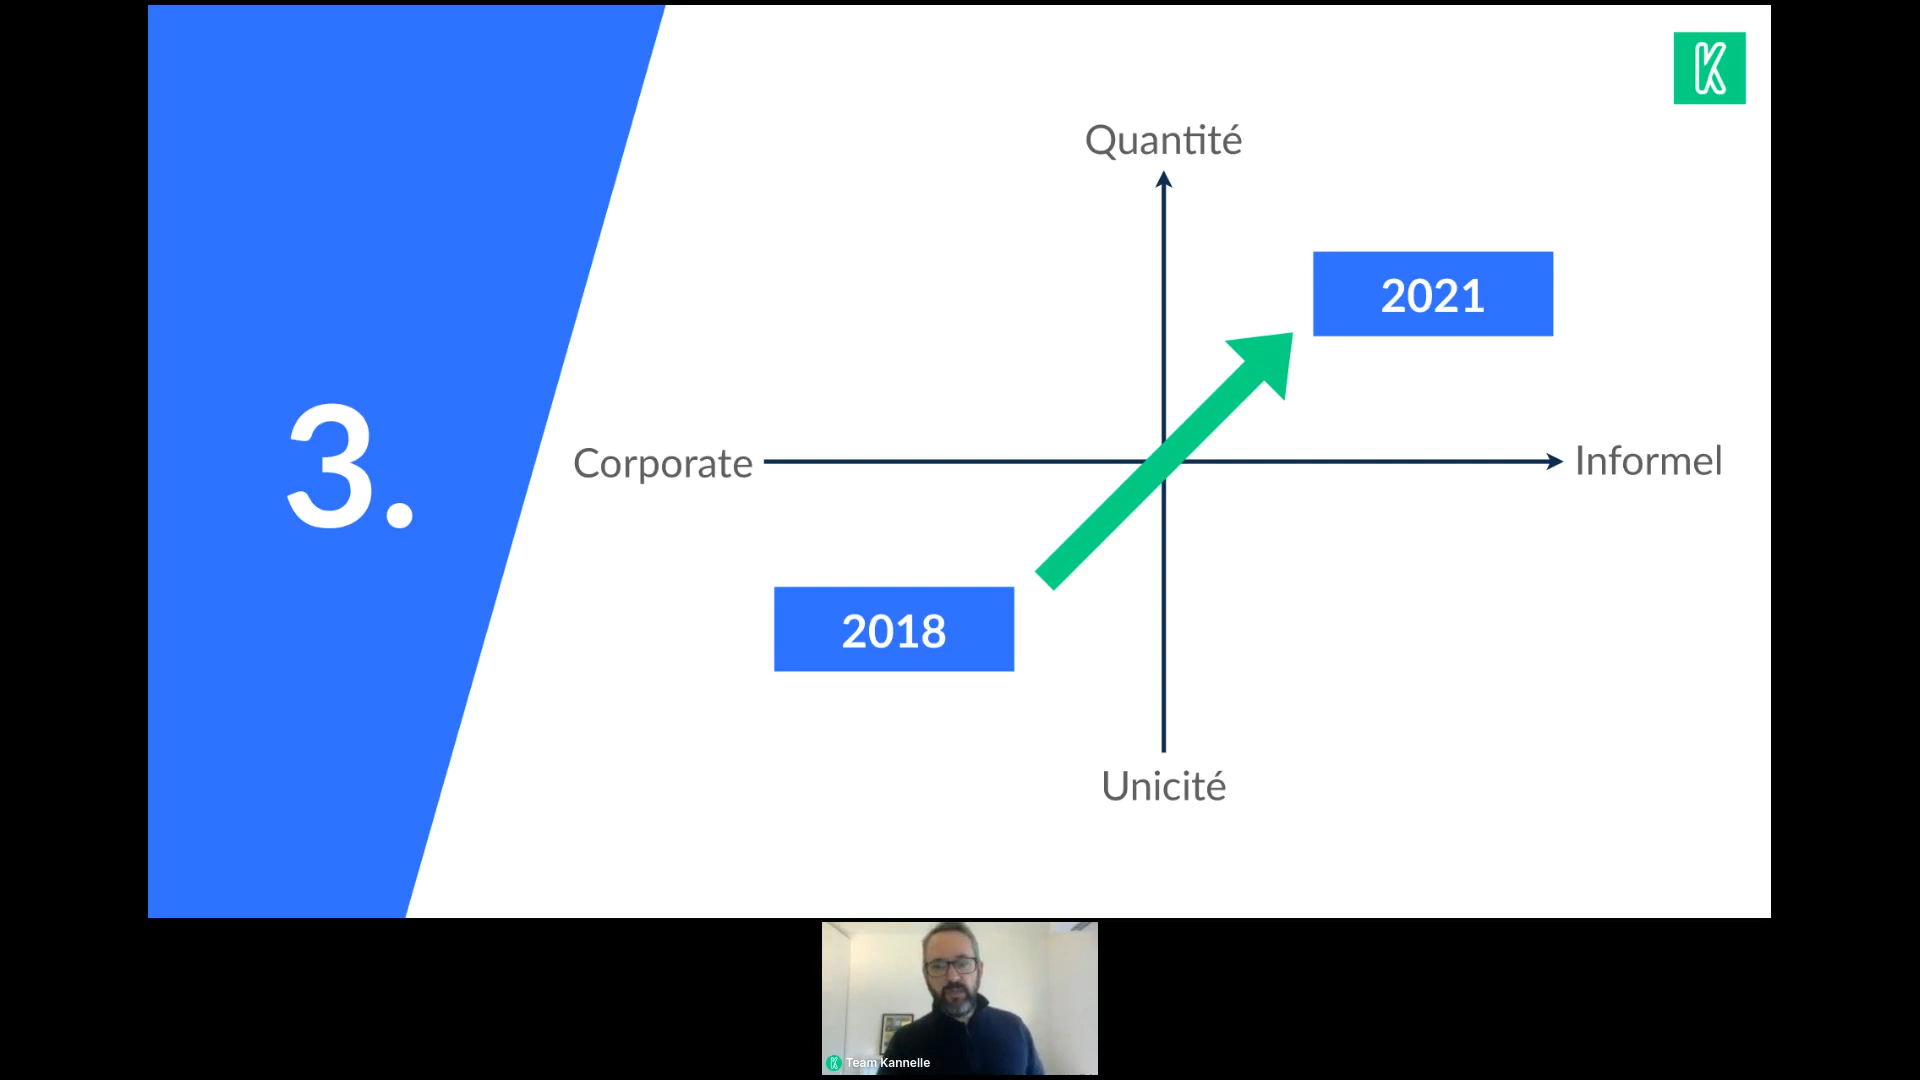 3.
K
Quantité
2021
Corporate
Informel
2018
Unicité
Team Kannelle